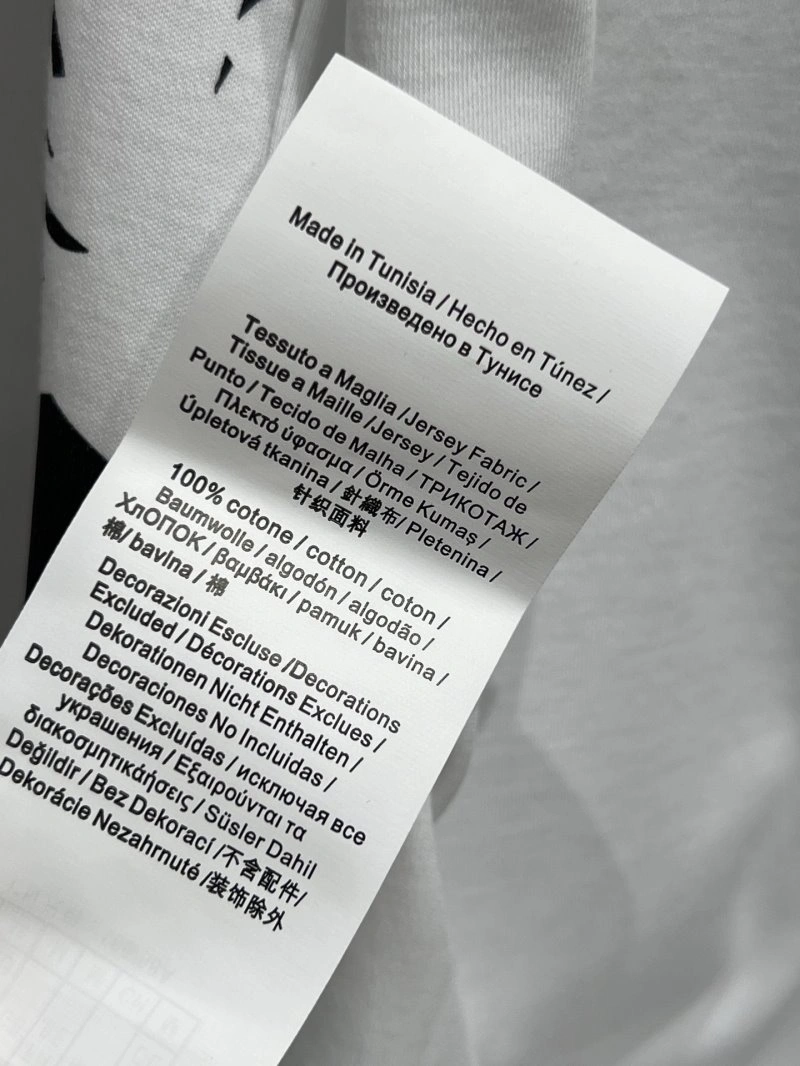 Made in Tunisia / Hecho en Túnez /
Произведено в Тунисе
Tessuto a Maglia /Jersey Fabric /
Tissue a Maille /Jersey / Tejido de
Punto / Tecido de Malha / ТРИКОТАЖ /
Πλεκτό ύφασμα / Örme Kumaş /
Úpletová tkanina / 針織布/ Pletenina /
针织面料
100% cotone / cotton / coton /
Baumwolle / algodón / algodão /
ХлОПОК / βαμβάκι / pamuk / bavina /
棉/ bavina / 棉
Decorazioni Escluse /Decorations
Excluded / Décorations Exclues /
Dekorationen Nicht Enthalten /
Decoraciones No Incluidas /
Decorações Excluídas / исключая все
украшения / Εξαιρούνται τα
διακοσμητικάήσεις / Süsler Dahil
Değildir / Bez Dekorací /不含配件/
Dekorácie Nezahrnuté /装饰除外